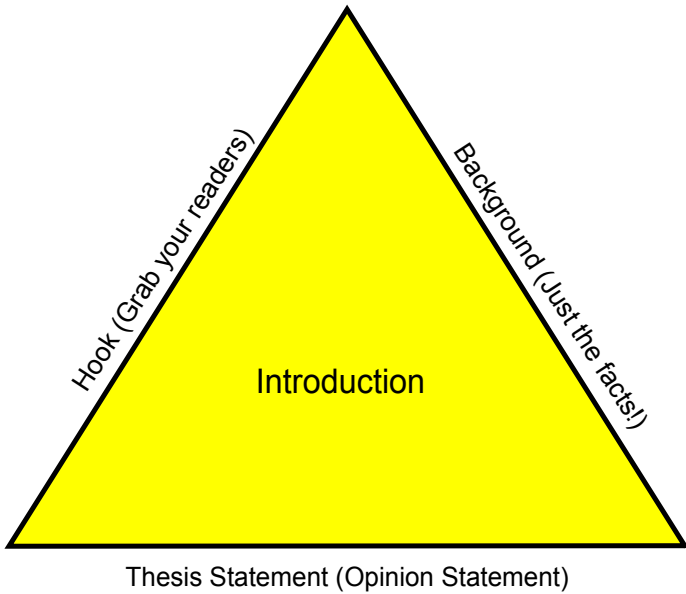 Hook (Grab your readers)
Background (Just the facts!)
Introduction
Thesis Statement (Opinion Statement)